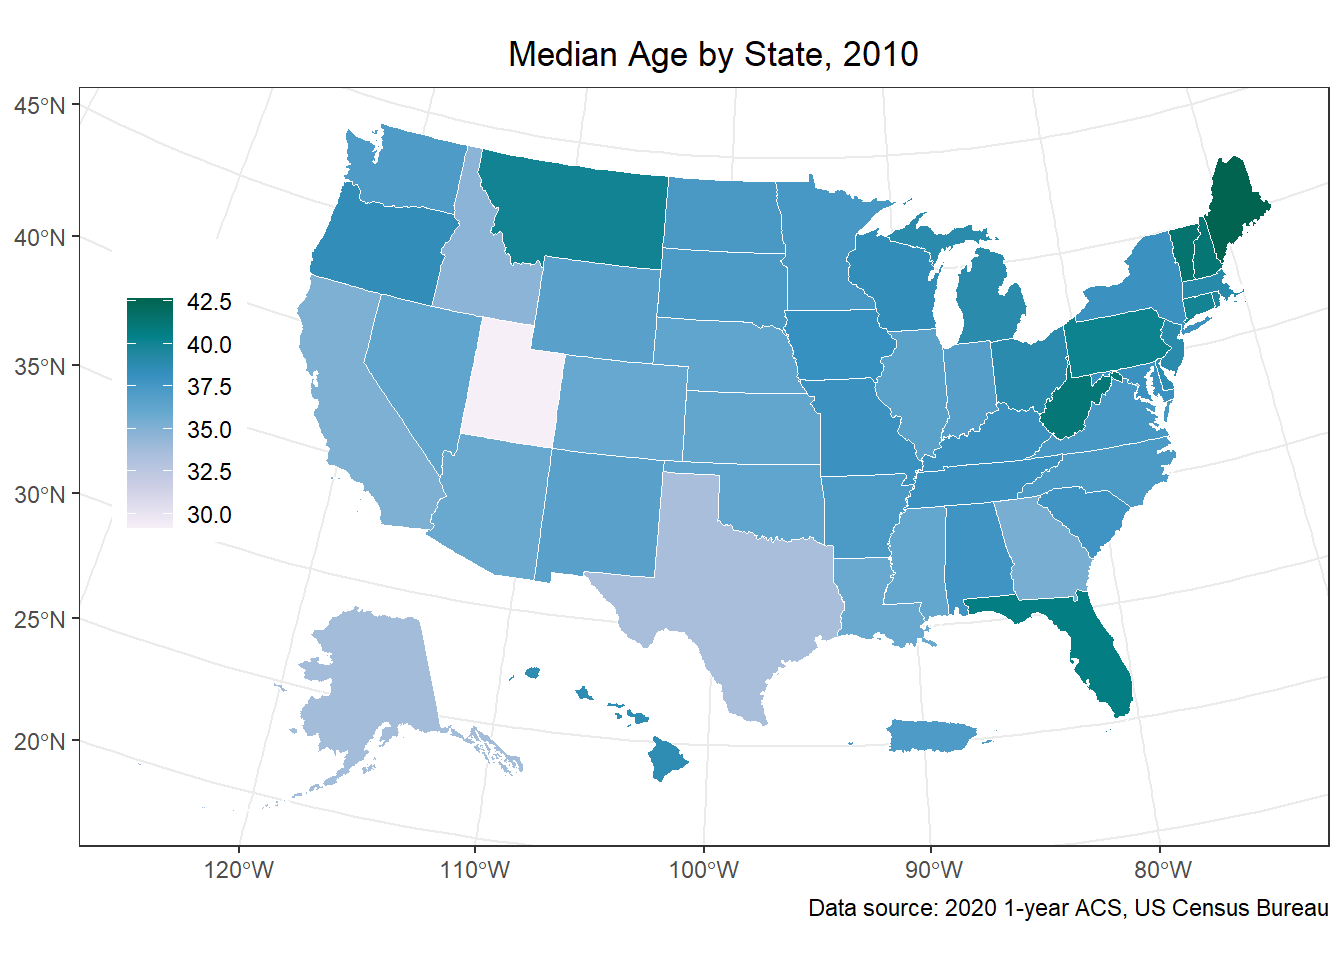 Median Age by State, 2010
45°N
40°N
35°N
30°N
25°N
20°N
42.5
40.0
37.5
35.0
32.5
30.0
120°W
110°W
100°W
90°W
80°W
Data source: 2020 1-year ACS, US Census Bureau